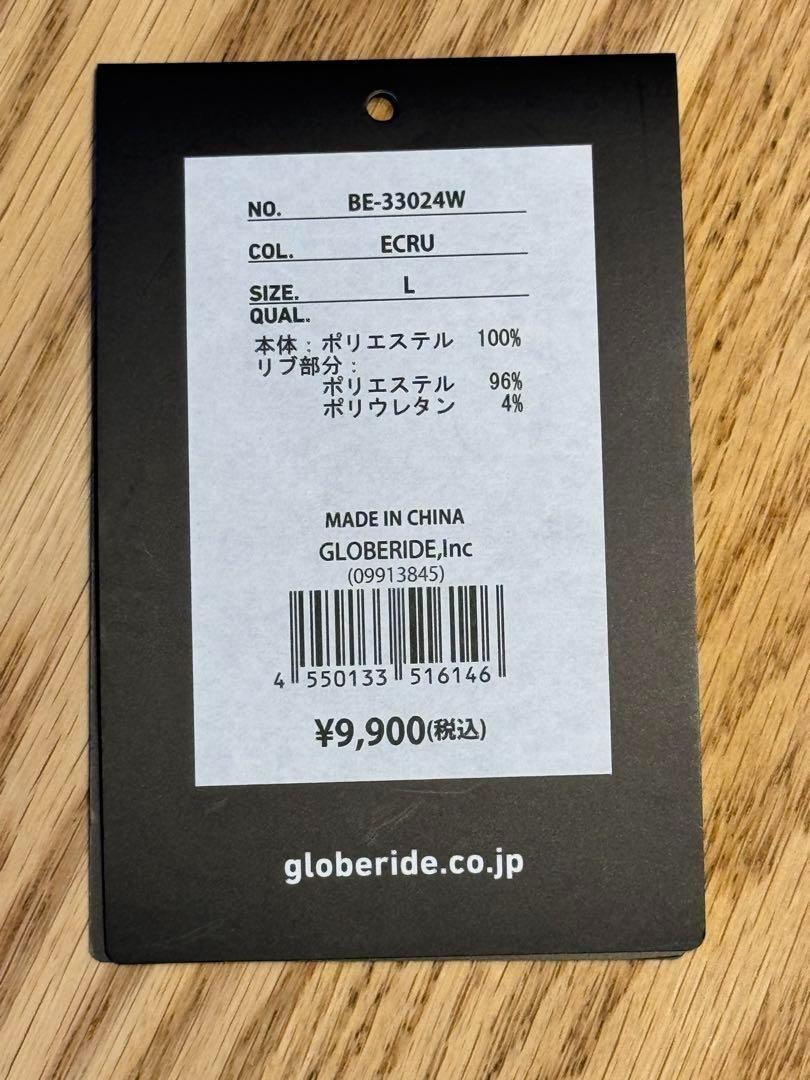 NO. BE-33024W
COL. ECRU
SIZE. L
QUAL.
本体：ポリエステル 100%
リブ部分：
ポリエステル 96%
ポリウレタン 4%
MADE IN CHINA
GLOBERIDE,Inc
(09913845)
4 550133 516146
¥9,900(税込)
globeride.co.jp